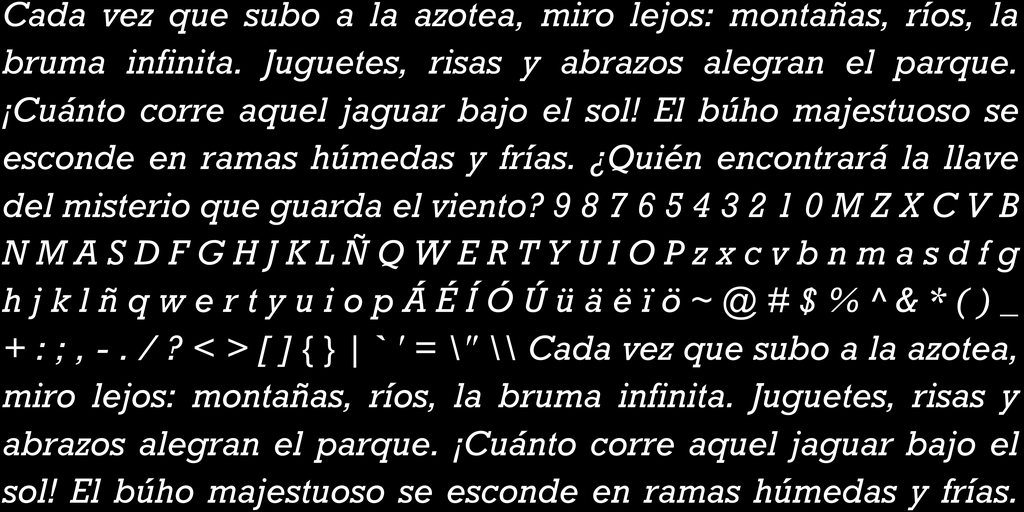 Cada vez que subo a la azotea, miro lejos: montañas, ríos, la
bruma infinita. Juguetes, risas y abrazos alegran el parque.
¡Cuánto corre aquel jaguar bajo el sol! El búho majestuoso se
esconde en ramas húmedas y frías. ¿Quién encontrará la llave
del misterio que guarda el viento? 9 8 7 6 5 4 3 2 1 0 M Z X C V B
N M A S D F G H J K L Ñ Q W E R T Y U I O P z x c v b n m a s d f g
h j k l ñ q w e r t y u i o p Á É Í Ó Ú ü ä ë ï ö ~ @ # $ % ^ & * ( ) _
+ : ; , - . / ? < > [ ] { } | ` ' = \" \\ Cada vez que subo a la azotea,
miro lejos: montañas, ríos, la bruma infinita. Juguetes, risas y
abrazos alegran el parque. ¡Cuánto corre aquel jaguar bajo el
sol! El búho majestuoso se esconde en ramas húmedas y frías.